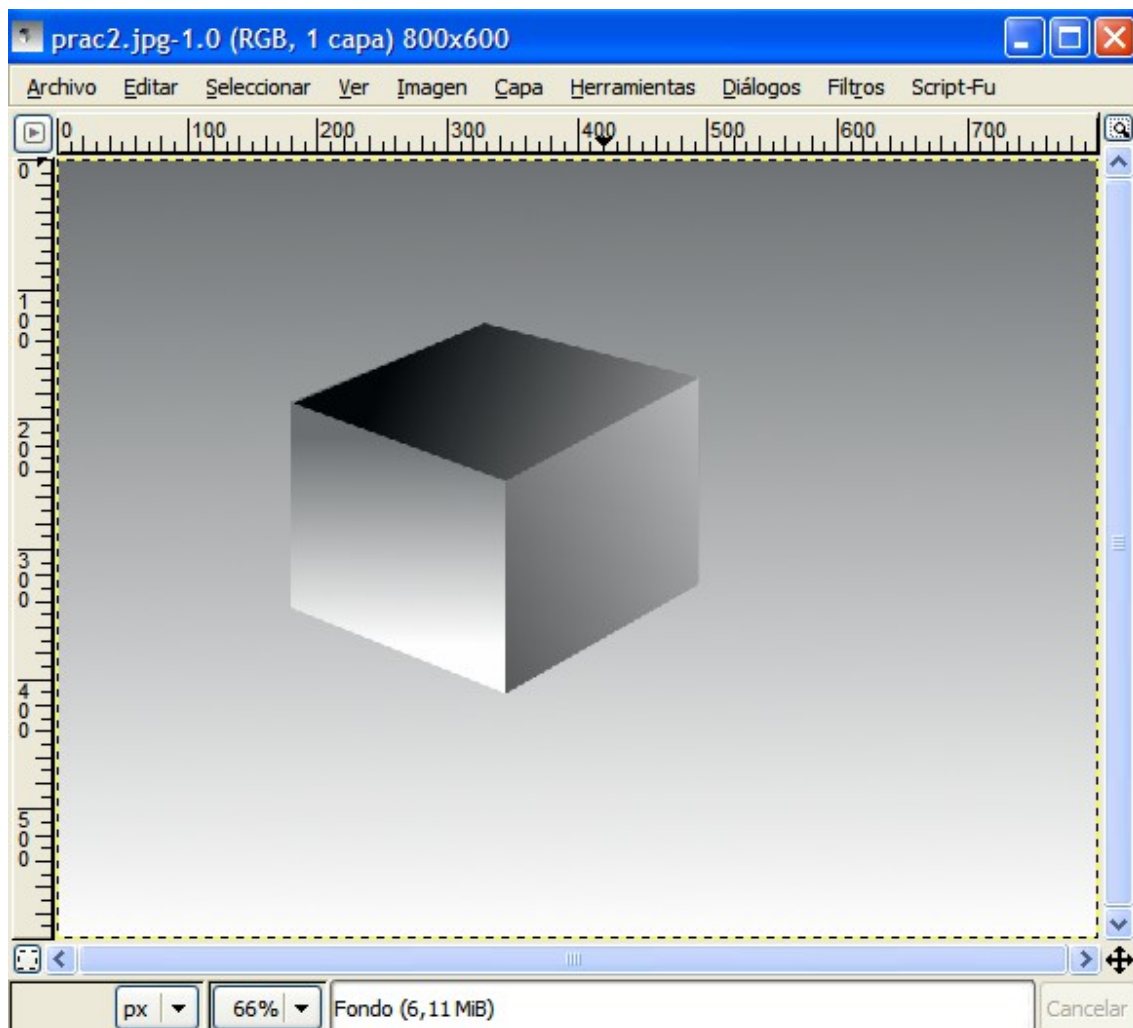 prac2.jpg-1.0 (RGB, 1 capa) 800x600
Archivo Editar Seleccionar Ver Imagen Capa Herramientas Diálogos Filtros Script-Fu
0 100 200 300 400 500 600 700
0
100
200
300
400
500
px 66% Fondo (6,11 MiB) Cancelar